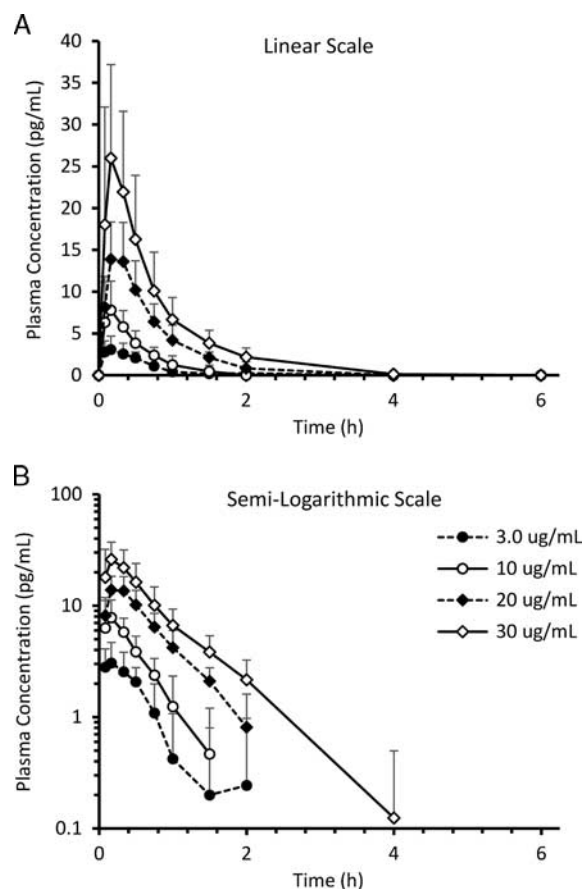 A
Linear Scale
Plasma Concentration (pg/mL)
40
35
30
25
20
15
10
5
0
0 2 4 6
Time (h)
B
Semi-Logarithmic Scale
Plasma Concentration (pg/mL)
100
10
1
0.1
3.0 ug/mL
10 ug/mL
20 ug/mL
30 ug/mL
0 2 4 6
Time (h)